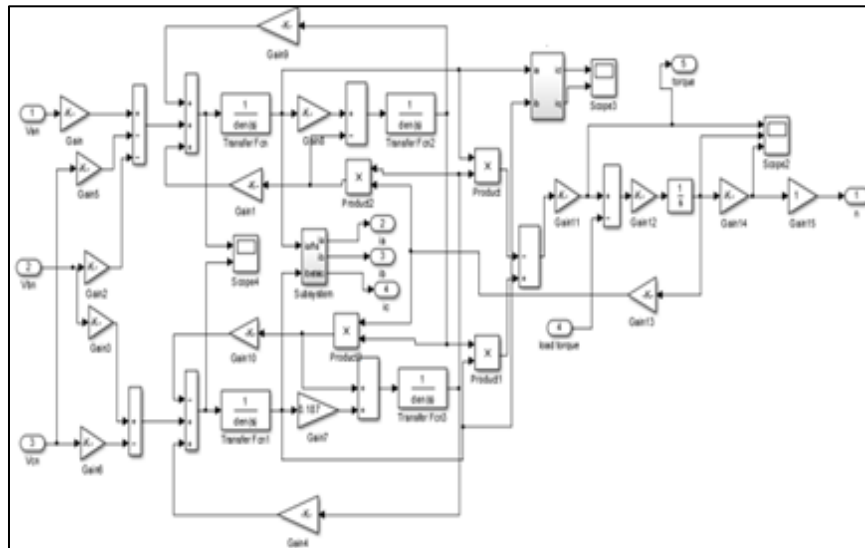 Gain9
1
Van
-K-
Gain
Gain5
1
den(s)
Transfer Fcn
Gain8
1
den(s)
Transfer Fcn2
Scope3
5
torque
Scope2
Gain1
Product2
Product
Gain11
Gain12
1
s
Gain14
1
Gain15
1
n
2
Vbn
Gain2
Gain3
Scope4
Subsystem
2
ia
3
ib
4
ic
Gain13
4
load torque
Gain10
X
Product1
3
Vcn
Gain6
1
den(s)
Transfer Fcn1
0.187
Gain7
1
den(s)
Transfer Fcn3
Gain4